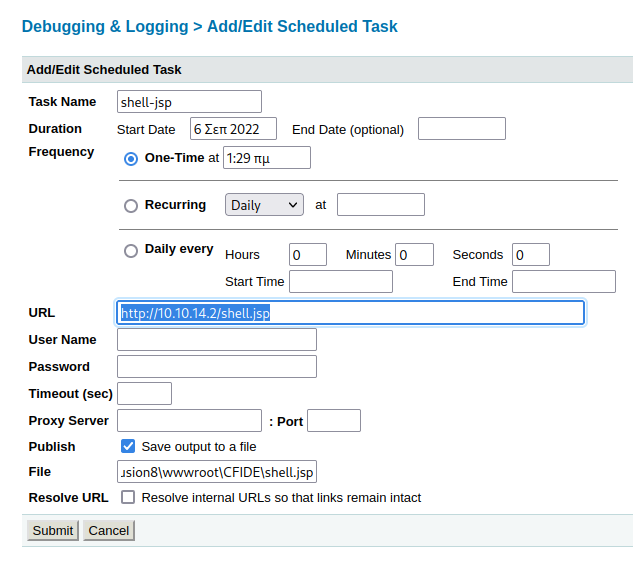 Debugging & Logging > Add/Edit Scheduled Task
Add/Edit Scheduled Task
Task Name shell-jsp
Duration Start Date 6 Σεπ 2022 End Date (optional)
Frequency
One-Time at 1:29 πμ
Recurring Daily at
Daily every Hours 0 Minutes 0 Seconds 0
Start Time End Time
URL http://10.10.14.2/shell.jsp
User Name
Password
Timeout (sec)
Proxy Server : Port
Publish Save output to a file
File usion8\wwwroot\CFIDE\shell.jsp
Resolve URL Resolve internal URLs so that links remain intact
Submit Cancel